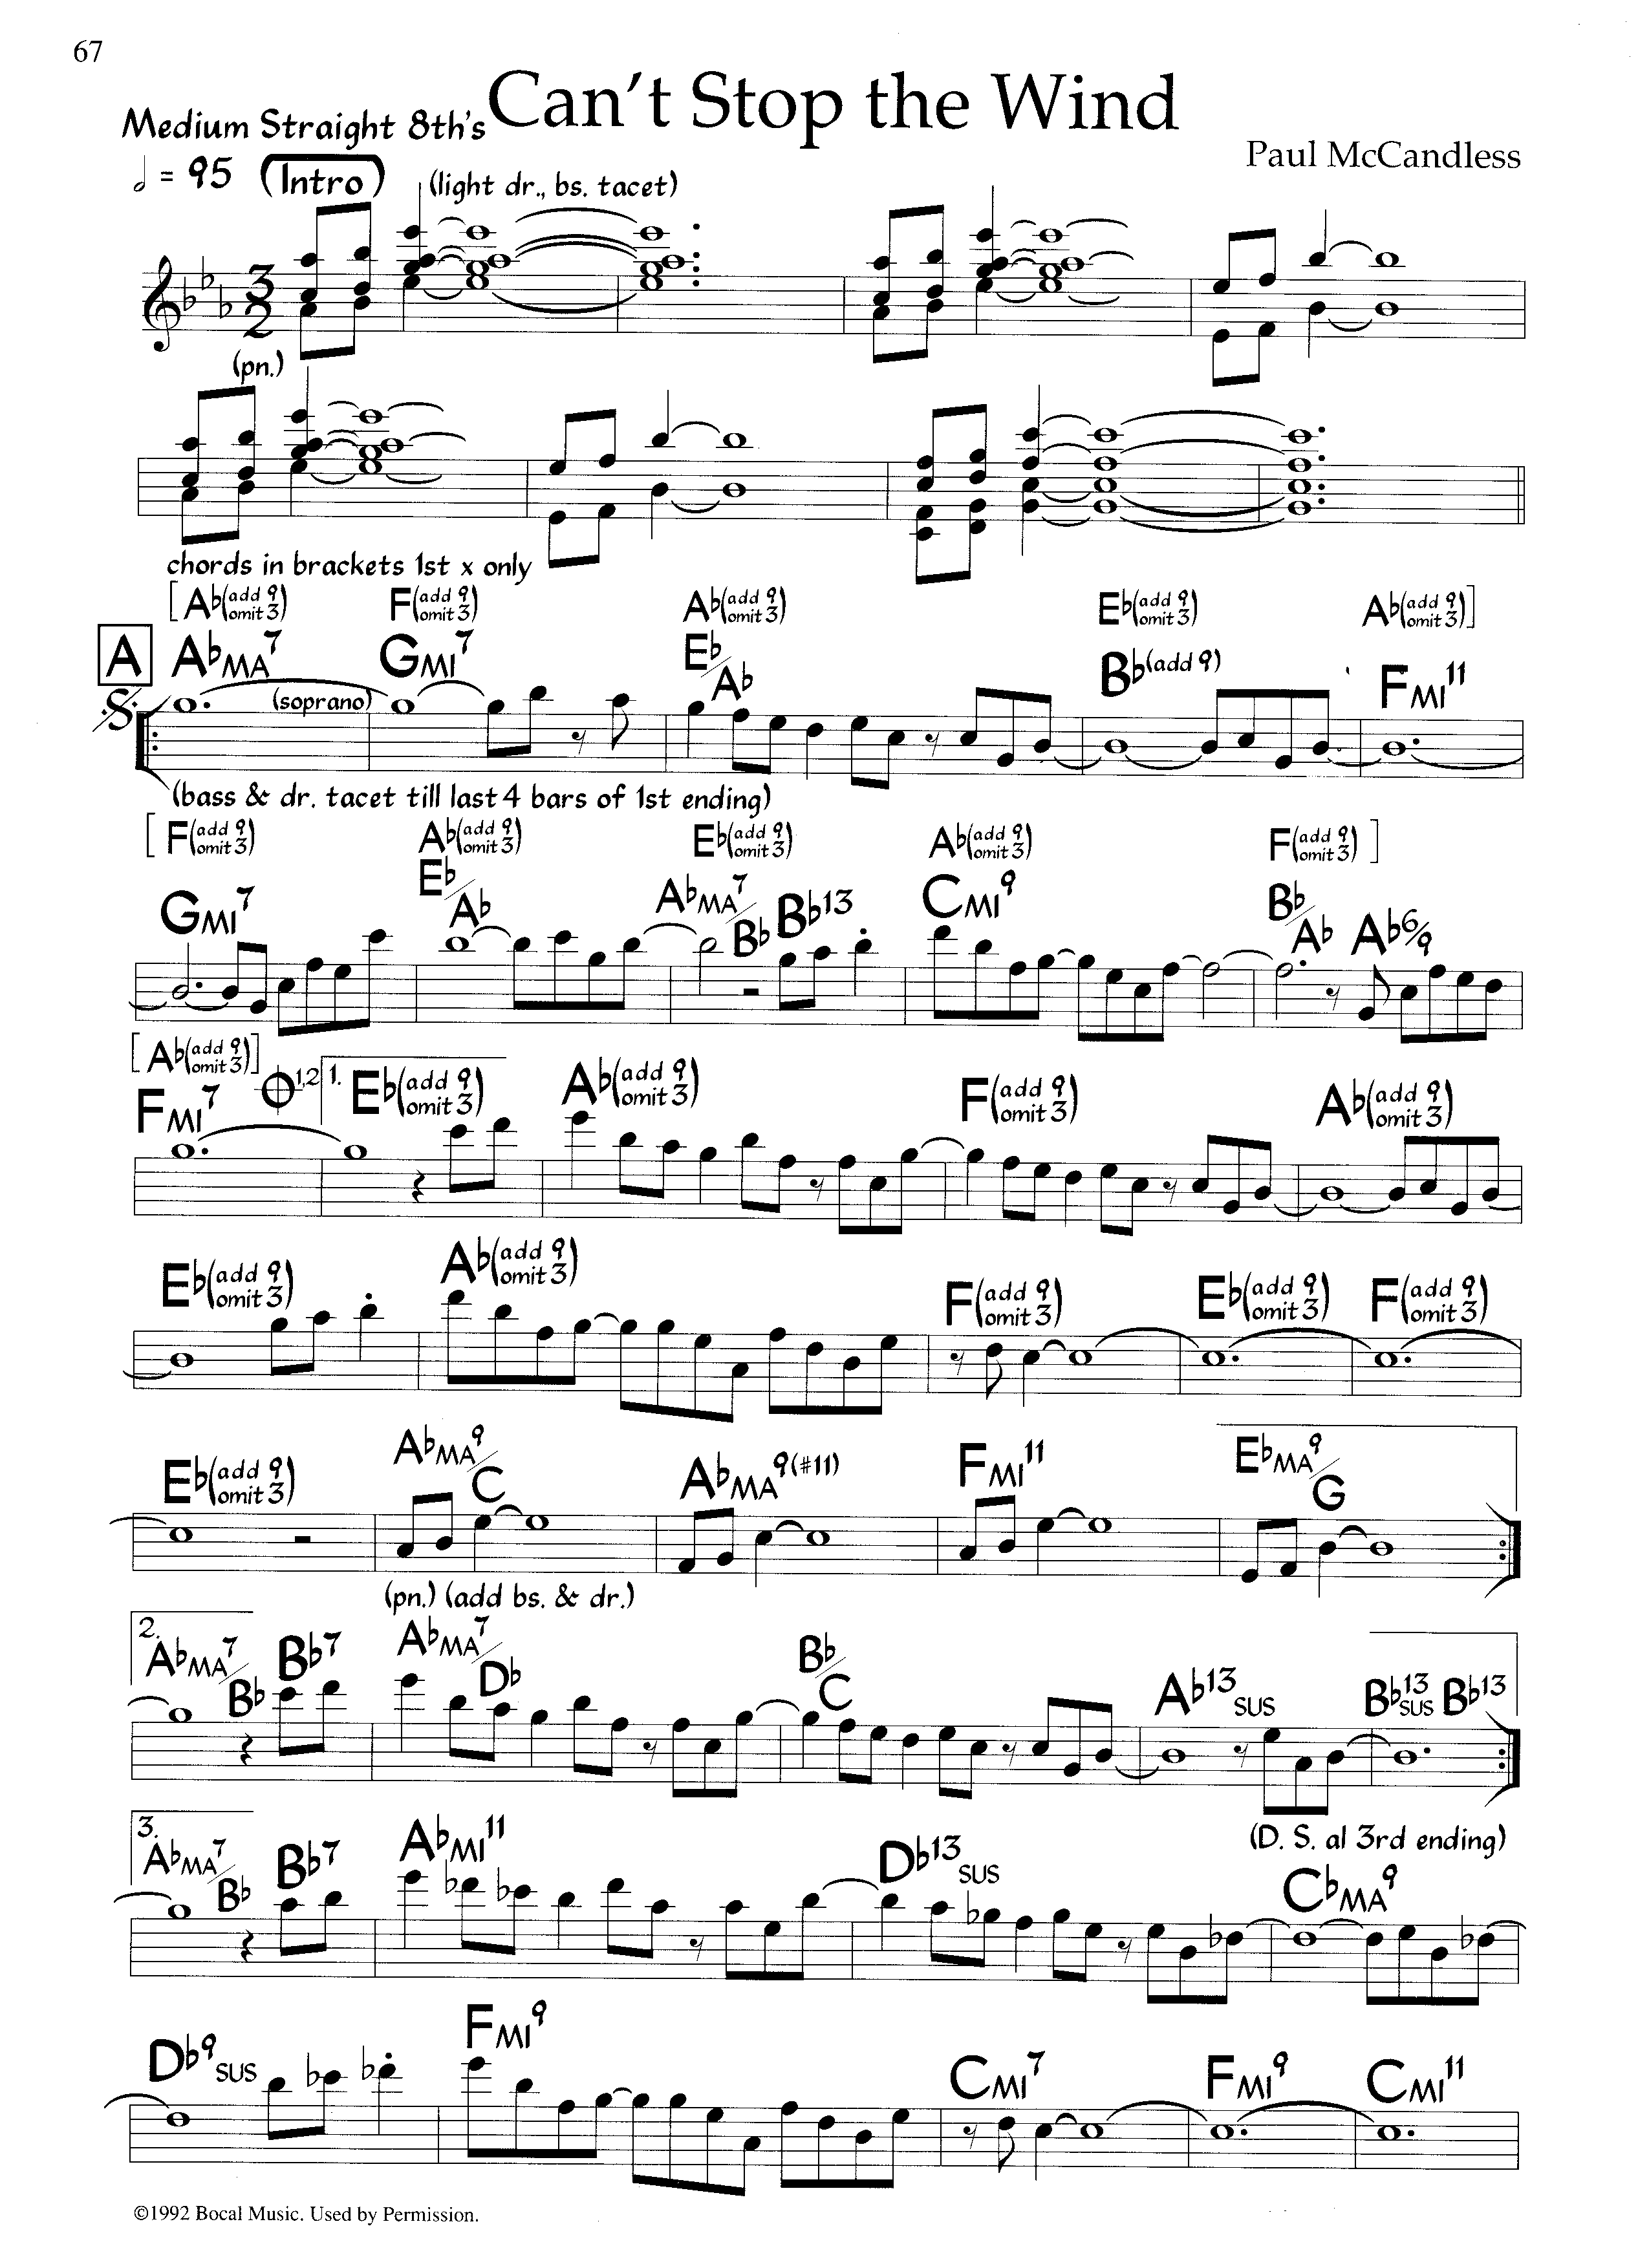 67
Can't Stop the Wind
Medium Straight 8th's
Paul McCandless
= 95 Intro (light dr., bs. tacet)
3
2
(pn.)
chords in brackets 1st x only
[A♭(add 9 omit 3) F(add 9 omit 3) A♭(add 9 omit 3) E♭(add 9 omit 3) A♭(add 9 omit 3)]
A A♭MA7 GMI7 E♭/A♭ B♭(add 9) FMI11
(soprano)
(bass & dr. tacet till last 4 bars of 1st ending)
[F(add 9 omit 3) A♭(add 9 omit 3) E♭(add 9 omit 3) A♭(add 9 omit 3) F(add 9 omit 3)]
GMI7 E♭/A♭ A♭MA7/B♭ B♭13 CMI9 B♭/A♭ A♭6/9
[A♭(add 9 omit 3)]
FMI7 1,2 1. E♭(add 9 omit 3) A♭(add 9 omit 3) F(add 9 omit 3) A♭(add 9 omit 3)
E♭(add 9 omit 3) A♭(add 9 omit 3) F(add 9 omit 3) E♭(add 9 omit 3) F(add 9 omit 3)
E♭(add 9 omit 3) A♭MA9/C A♭MA9(#11) FMI11 E♭MA9/G
(pn.) (add bs. & dr.)
2. A♭MA7/B♭ B♭7 A♭MA7/D♭ B♭/C A♭13SUS B♭13SUS B♭13
(D. S. al 3rd ending)
3. A♭MA7/B♭ B♭7 A♭MI11 D♭13SUS C♭MA9
D♭9SUS FMI9 CMI7 FMI9 CMI11
©1992 Bocal Music. Used by Permission.